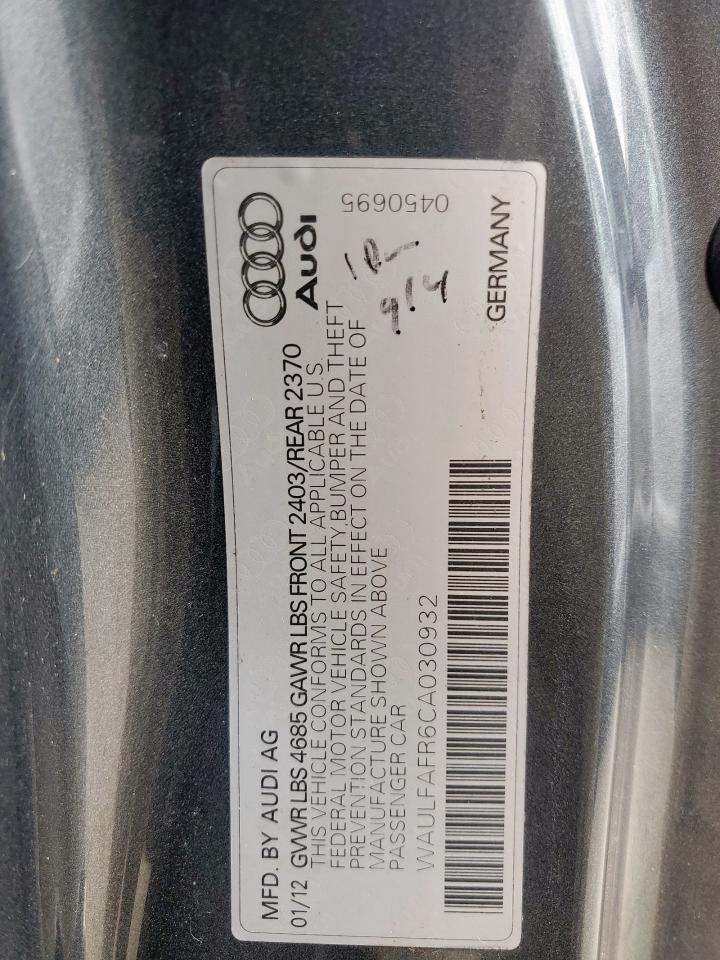 MFD. BY AUDI AG
Audi
01/12 GVWR LBS 4685 GAWR LBS FRONT 2403/REAR 2370
THIS VEHICLE CONFORMS TO ALL APPLICABLE U.S.
FEDERAL MOTOR VEHICLE SAFETY, BUMPER AND THEFT
PREVENTION STANDARDS IN EFFECT ON THE DATE OF
MANUFACTURE SHOWN ABOVE
PASSENGER CAR
0450695
WAULFAFR6CA030932
GERMANY